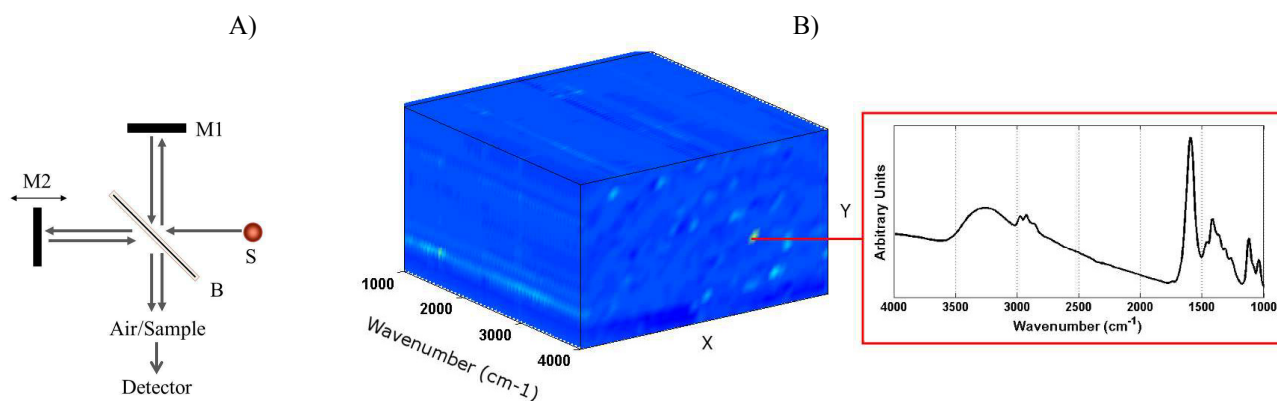 A)
M1
M2
S
B
Air/Sample
Detector
B)
1000
2000
3000
4000
Wavenumber (cm-1)
X
Y
Arbitrary Units
4000 3500 3000 2500 2000 1500 1000
Wavenumber (cm-1)